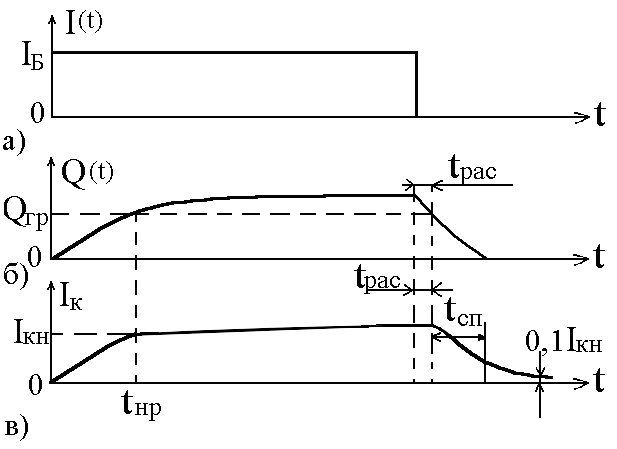 I(t)
IБ
0
t
а)
Q(t)
tрас
Qгр
0
t
б)
Iк
tрас
tсп
Iкн
0,1Iкн
0
t
tнр
в)